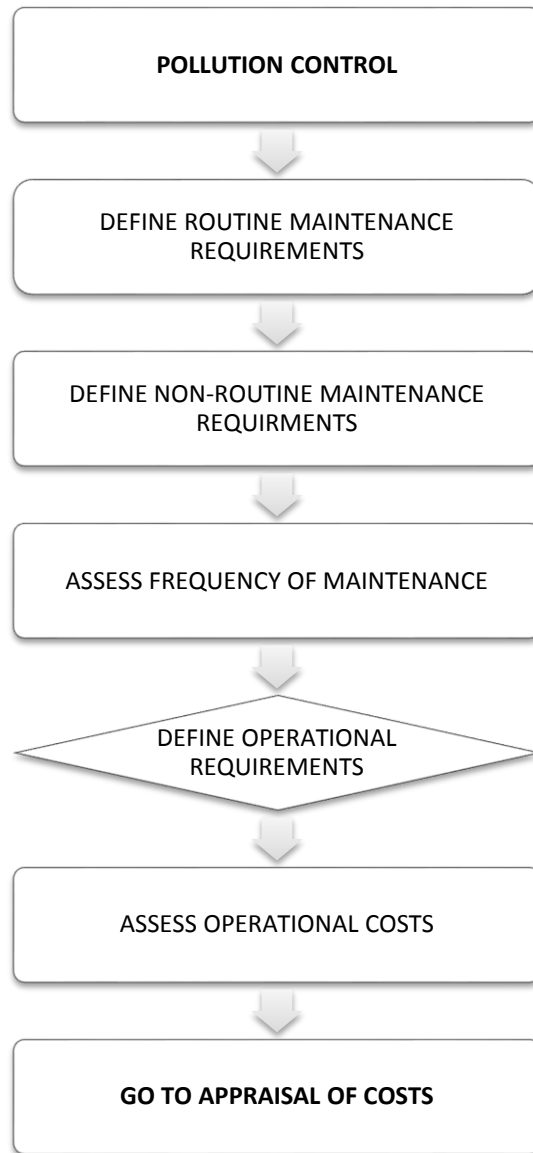 POLLUTION CONTROL
DEFINE ROUTINE MAINTENANCE
REQUIREMENTS
DEFINE NON-ROUTINE MAINTENANCE
REQUIRMENTS
ASSESS FREQUENCY OF MAINTENANCE
DEFINE OPERATIONAL
REQUIREMENTS
ASSESS OPERATIONAL COSTS
GO TO APPRAISAL OF COSTS